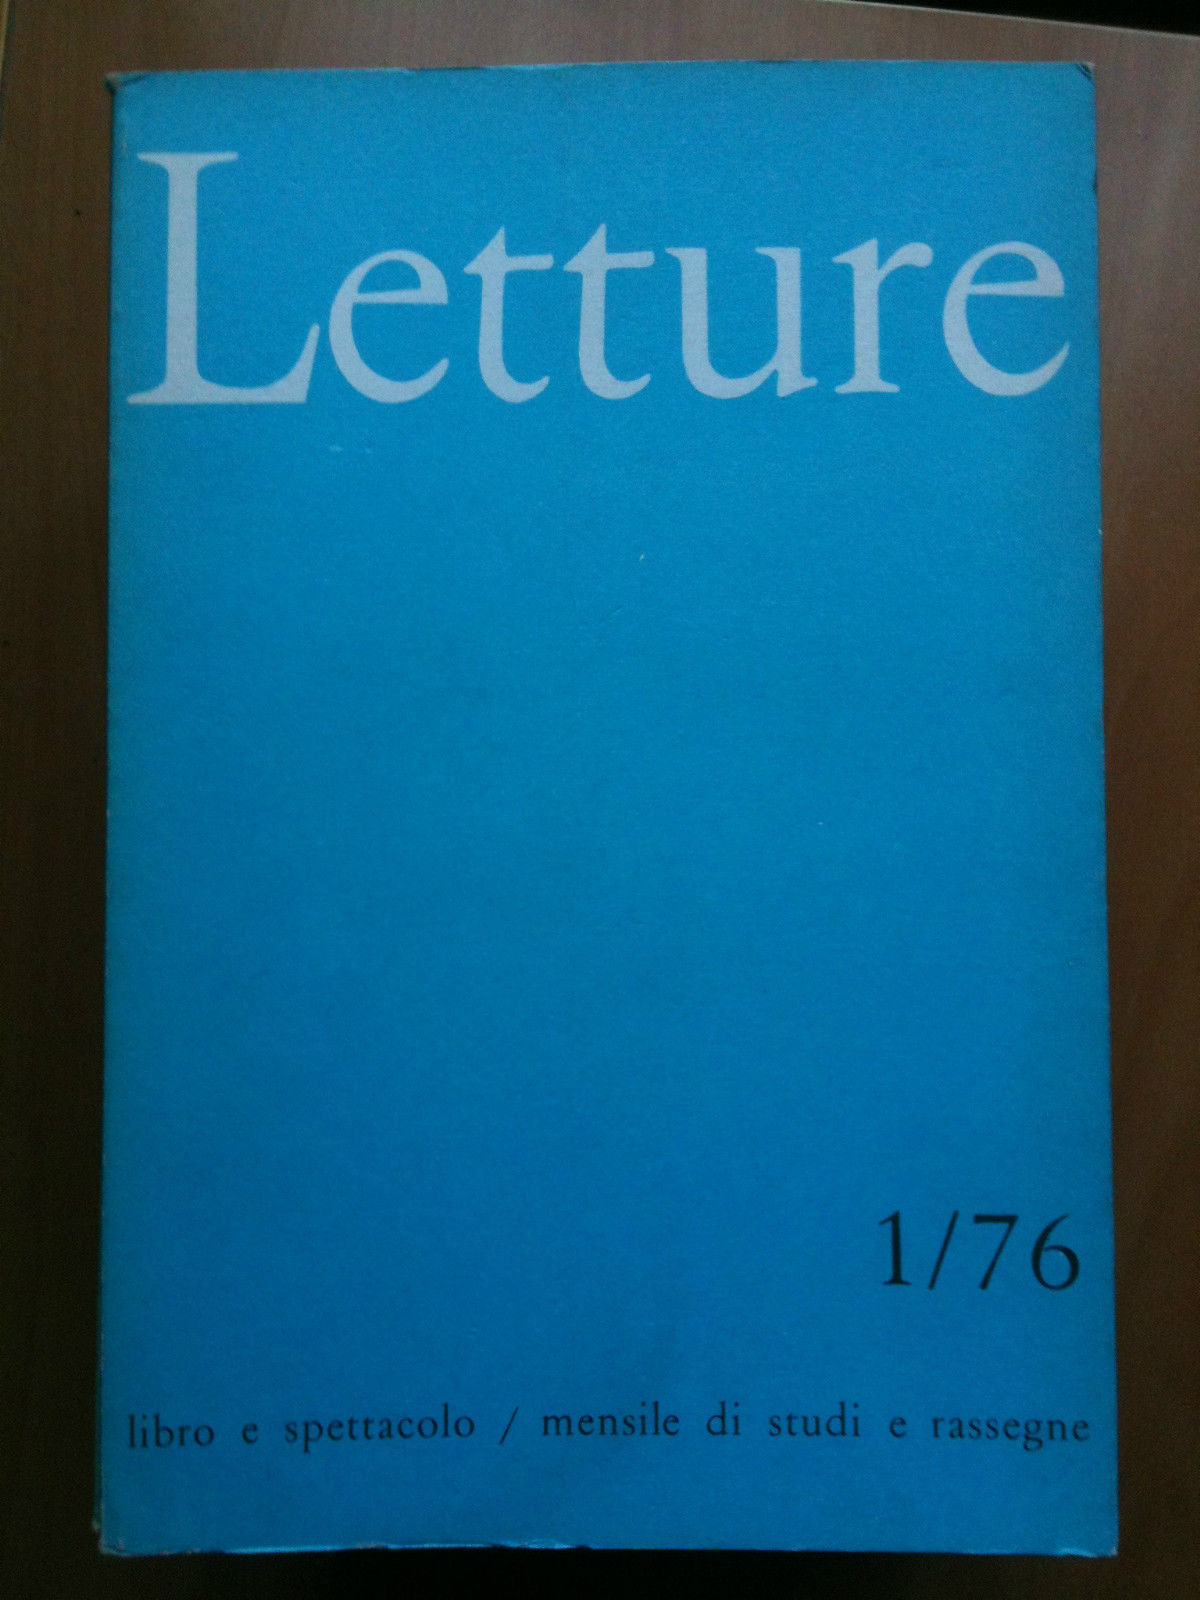 Letture
1/76
libro e spettacolo / mensile di studi e rassegne